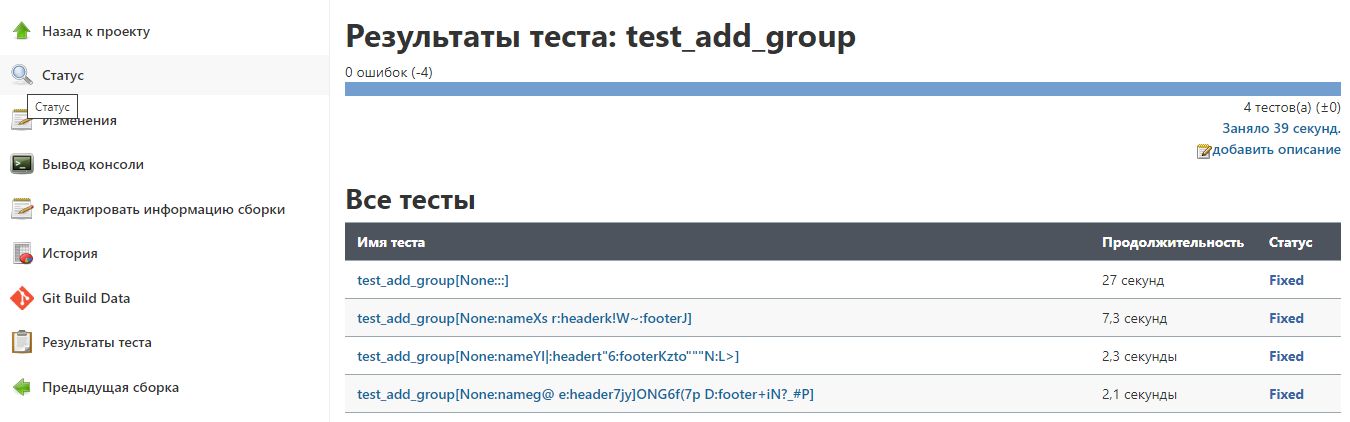 Назад к проекту
Статус
Статус
Изменения
Вывод консоли
Редактировать информацию сборки
История
Git Build Data
Результаты теста
Предыдущая сборка
Результаты теста: test_add_group
0 ошибок (-4)
4 тестов(а) (±0)
Заняло 39 секунд.
добавить описание
Все тесты
Имя теста Продолжительность Статус
test_add_group[None:::] 27 секунд Fixed
test_add_group[None:nameXs r:headerk!W~:footerJ] 7,3 секунд Fixed
test_add_group[None:nameYI|:headert"6:footerKzto"""N:L>] 2,3 секунды Fixed
test_add_group[None:nameg@ e:header7jy]ONG6f(7p D:footer+iN?_#P] 2,1 секунды Fixed